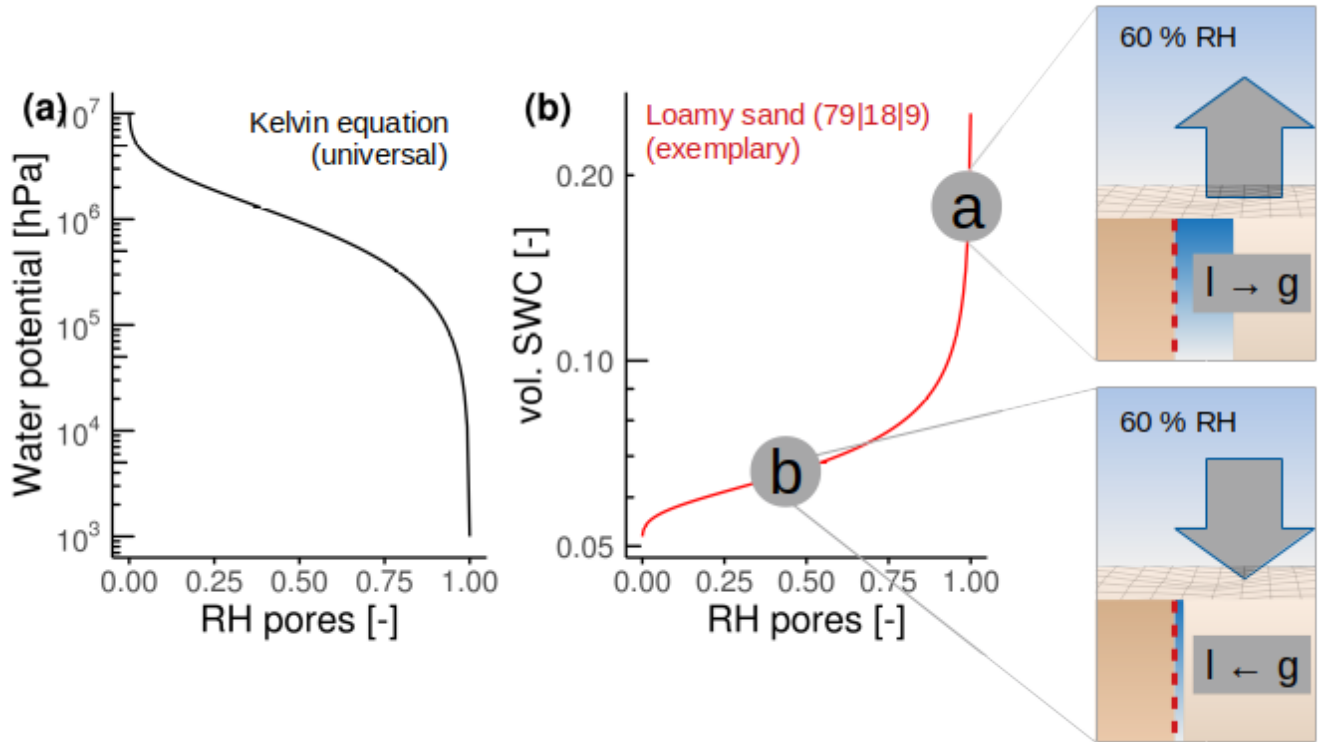 (a)
Kelvin equation
(universal)
Water potential [hPa]
10⁷
10⁶
10⁵
10⁴
10³
0.00 0.25 0.50 0.75 1.00
RH pores [-]
(b)
Loamy sand (79|18|9)
(exemplary)
vol. SWC [-]
0.20
0.10
0.05
0.00 0.25 0.50 0.75 1.00
RH pores [-]
a
b
60 % RH
l → g
60 % RH
l ← g